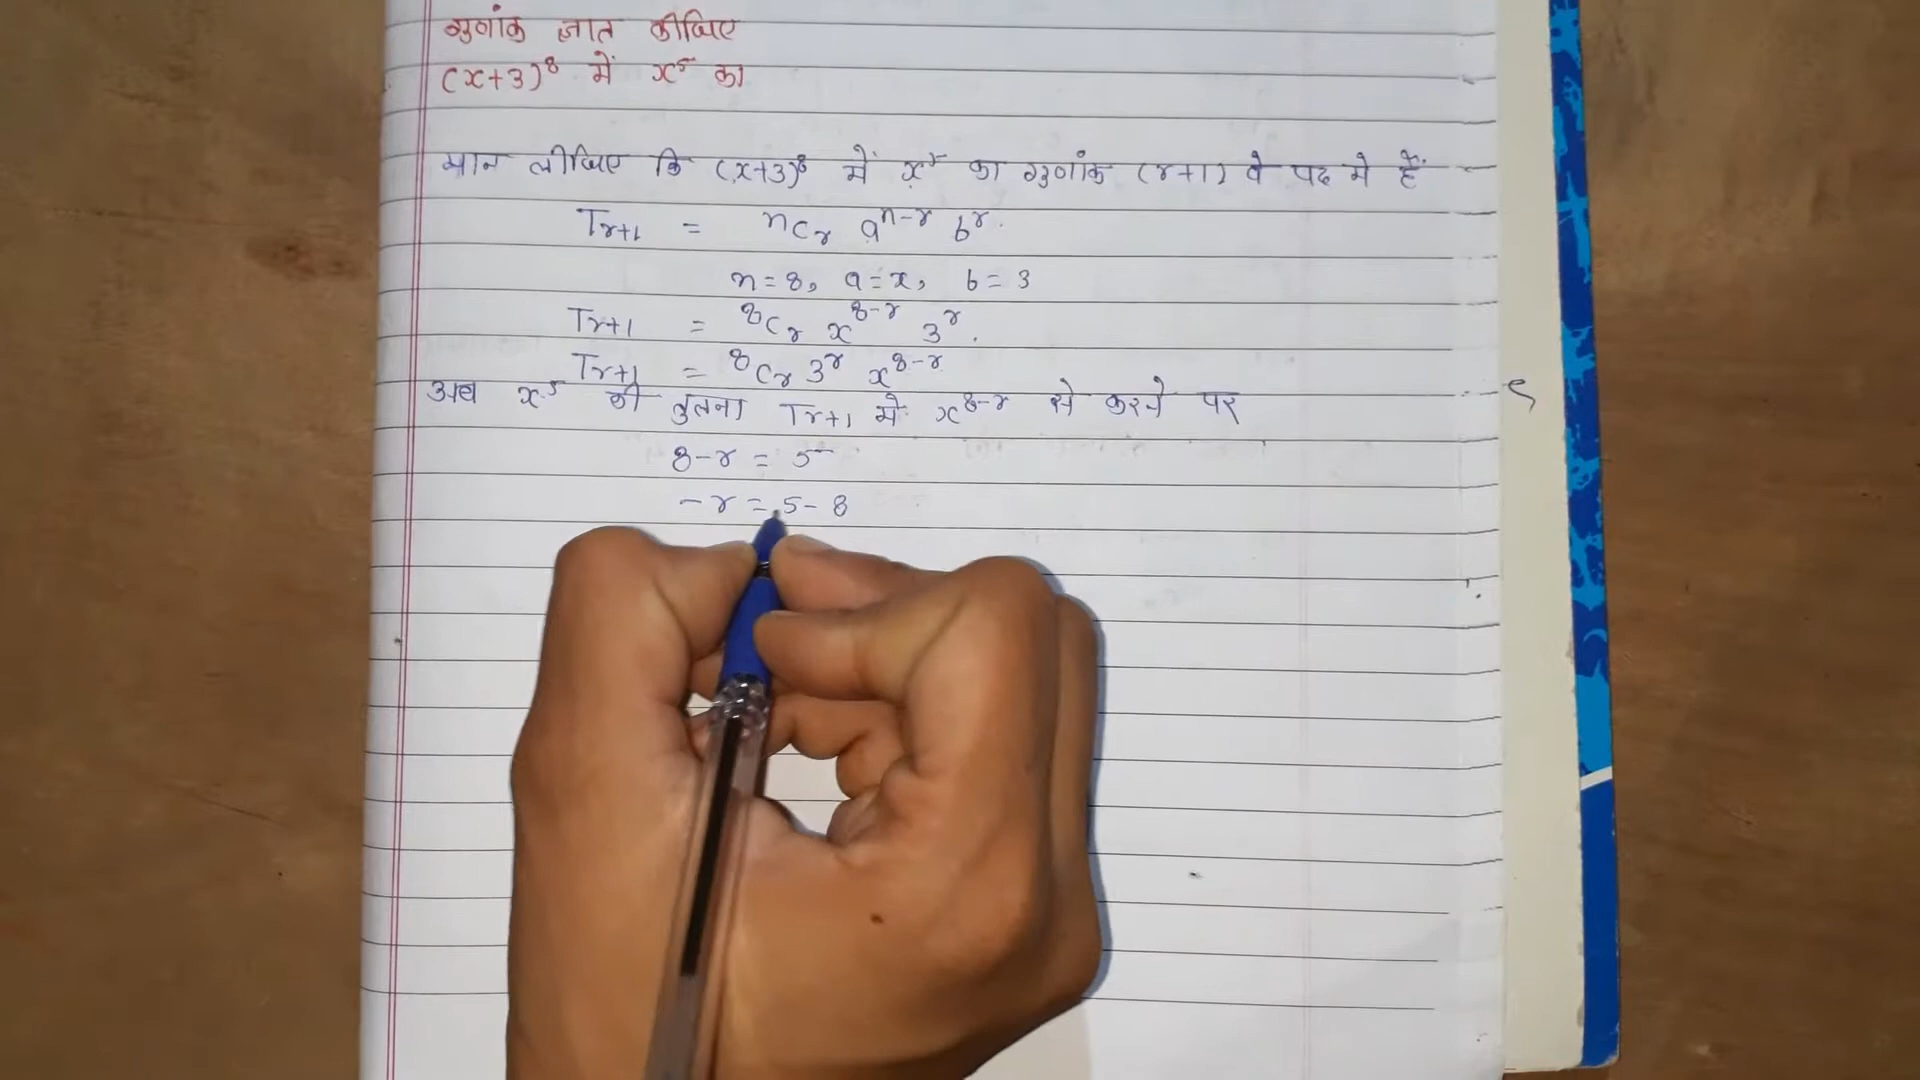 गुणांक ज्ञात कीजिए
(x+3)⁸ में x⁵ का
मान लीजिए कि (x+3)⁸ में x⁵ का गुणांक (r+1) वे पद मे हैं
Tr+1 = ⁿCr aⁿ⁻ʳ bʳ.
n=8, a=x, b=3
Tr+1 = ⁸Cr x⁸⁻ʳ 3ʳ.
Tr+1 = ⁸Cr 3ʳ x⁸⁻ʳ
अब x⁵ की तुलना Tr+1 में x⁸⁻ʳ से करने पर
8-r = 5
-r = 5-8